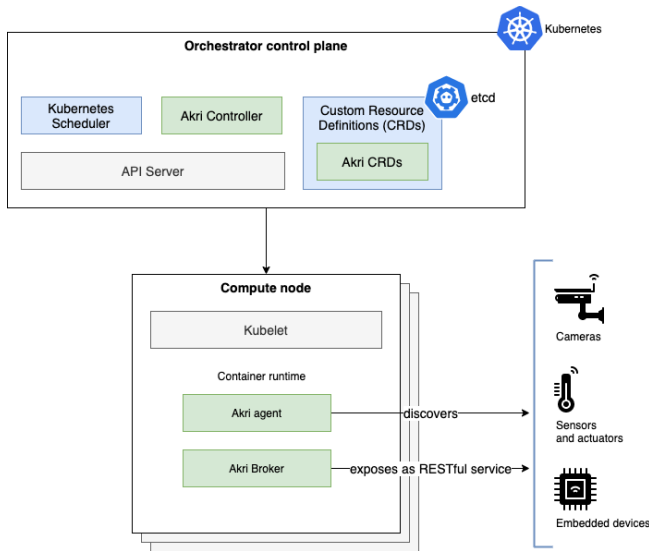 Orchestrator control plane
Kubernetes
etcd
Kubernetes
Scheduler
Akri Controller
Custom Resource
Definitions (CRDs)
Akri CRDs
API Server
Compute node
Kubelet
Container runtime
Akri agent
discovers
Akri Broker
exposes as RESTful service
Cameras
Sensors
and actuators
Embedded devices